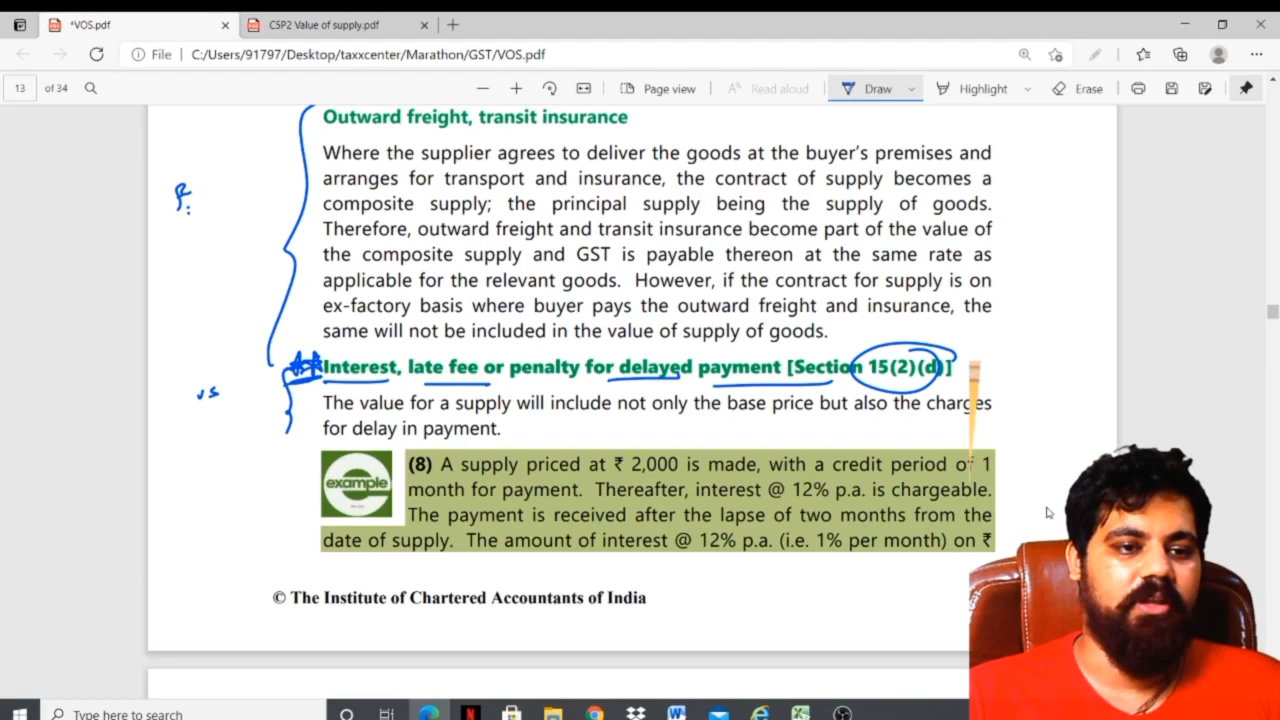 *VOS.pdf
C5P2 Value of supply.pdf
File
C:/Users/91797/Desktop/taxxcenter/Marathon/GST/VOS.pdf
13 of 34
Page view
Read aloud
Draw
Highlight
Erase
Outward freight, transit insurance
Where the supplier agrees to deliver the goods at the buyer's premises and
arranges for transport and insurance, the contract of supply becomes a
composite supply; the principal supply being the supply of goods.
Therefore, outward freight and transit insurance become part of the value of
the composite supply and GST is payable thereon at the same rate as
applicable for the relevant goods. However, if the contract for supply is on
ex-factory basis where buyer pays the outward freight and insurance, the
same will not be included in the value of supply of goods.
Interest, late fee or penalty for delayed payment [Section 15(2)(d)]
vs
The value for a supply will include not only the base price but also the charges
for delay in payment.
example
(8) A supply priced at ₹ 2,000 is made, with a credit period of 1
month for payment. Thereafter, interest @ 12% p.a. is chargeable.
The payment is received after the lapse of two months from the
date of supply. The amount of interest @ 12% p.a. (i.e. 1% per month) on ₹
© The Institute of Chartered Accountants of India
Type here to search